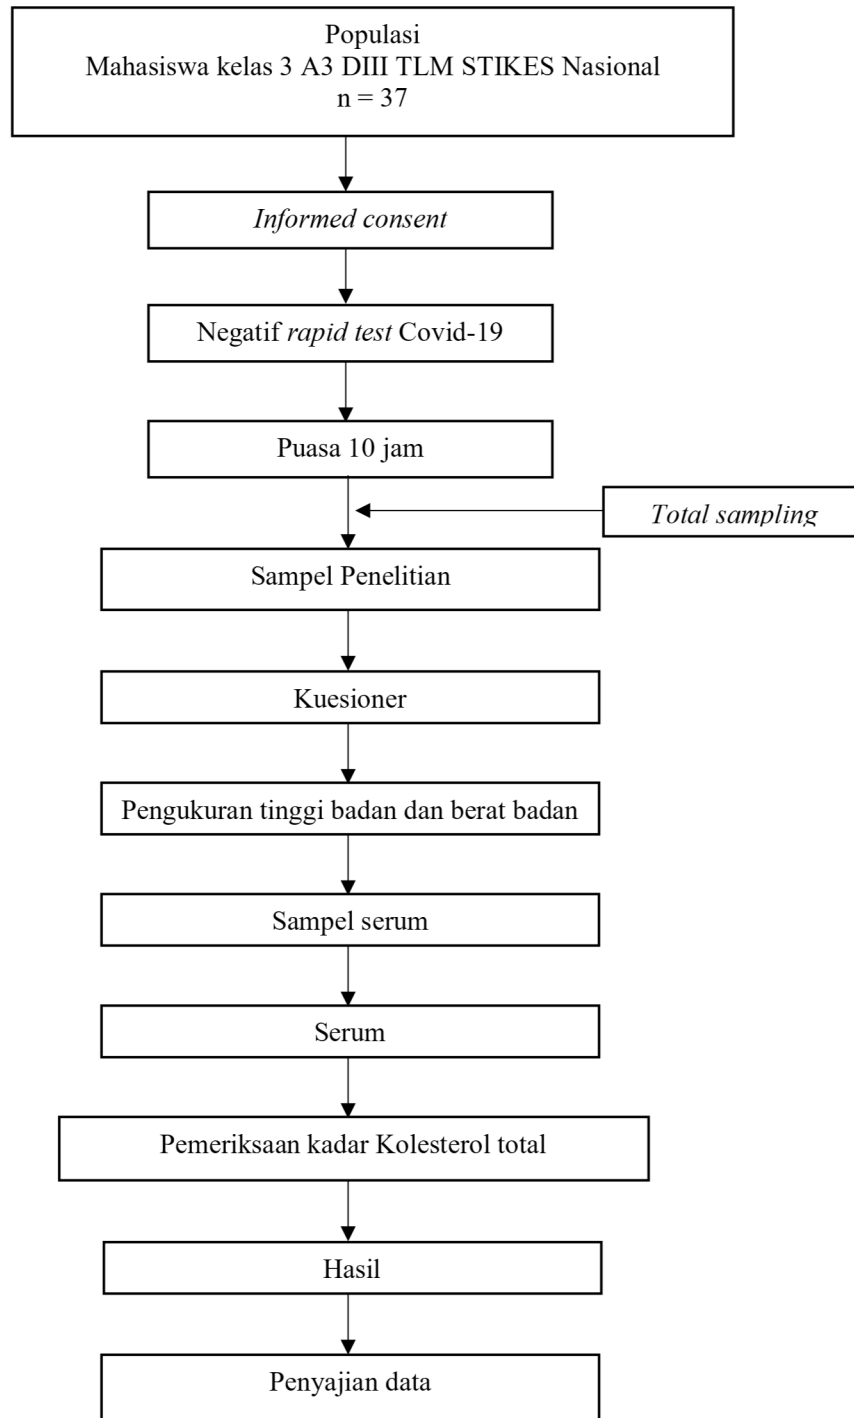 Populasi
Mahasiswa kelas 3 A3 DIII TLM STIKES Nasional
n = 37
Informed consent
Negatif rapid test Covid-19
Puasa 10 jam
Total sampling
Sampel Penelitian
Kuesioner
Pengukuran tinggi badan dan berat badan
Sampel serum
Serum
Pemeriksaan kadar Kolesterol total
Hasil
Penyajian data